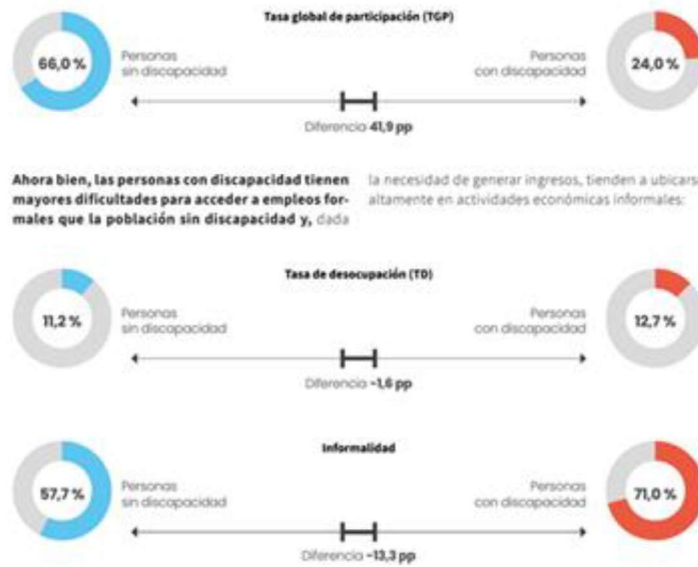 Tasa global de participación (TGP)
66,0 %
Personas
sin discapacidad
Personas
con discapacidad
24,0 %
Diferencia 41,9 pp
Ahora bien, las personas con discapacidad tienen
mayores dificultades para acceder a empleos for-
males que la población sin discapacidad y, dada
la necesidad de generar ingresos, tienden a ubicars
altamente en actividades económicas informales:
Tasa de desocupación (TD)
11,2 %
Personas
sin discapacidad
Personas
con discapacidad
12,7 %
Diferencia -1,6 pp
Informalidad
57,7 %
Personas
sin discapacidad
Personas
con discapacidad
71,0 %
Diferencia -13,3 pp